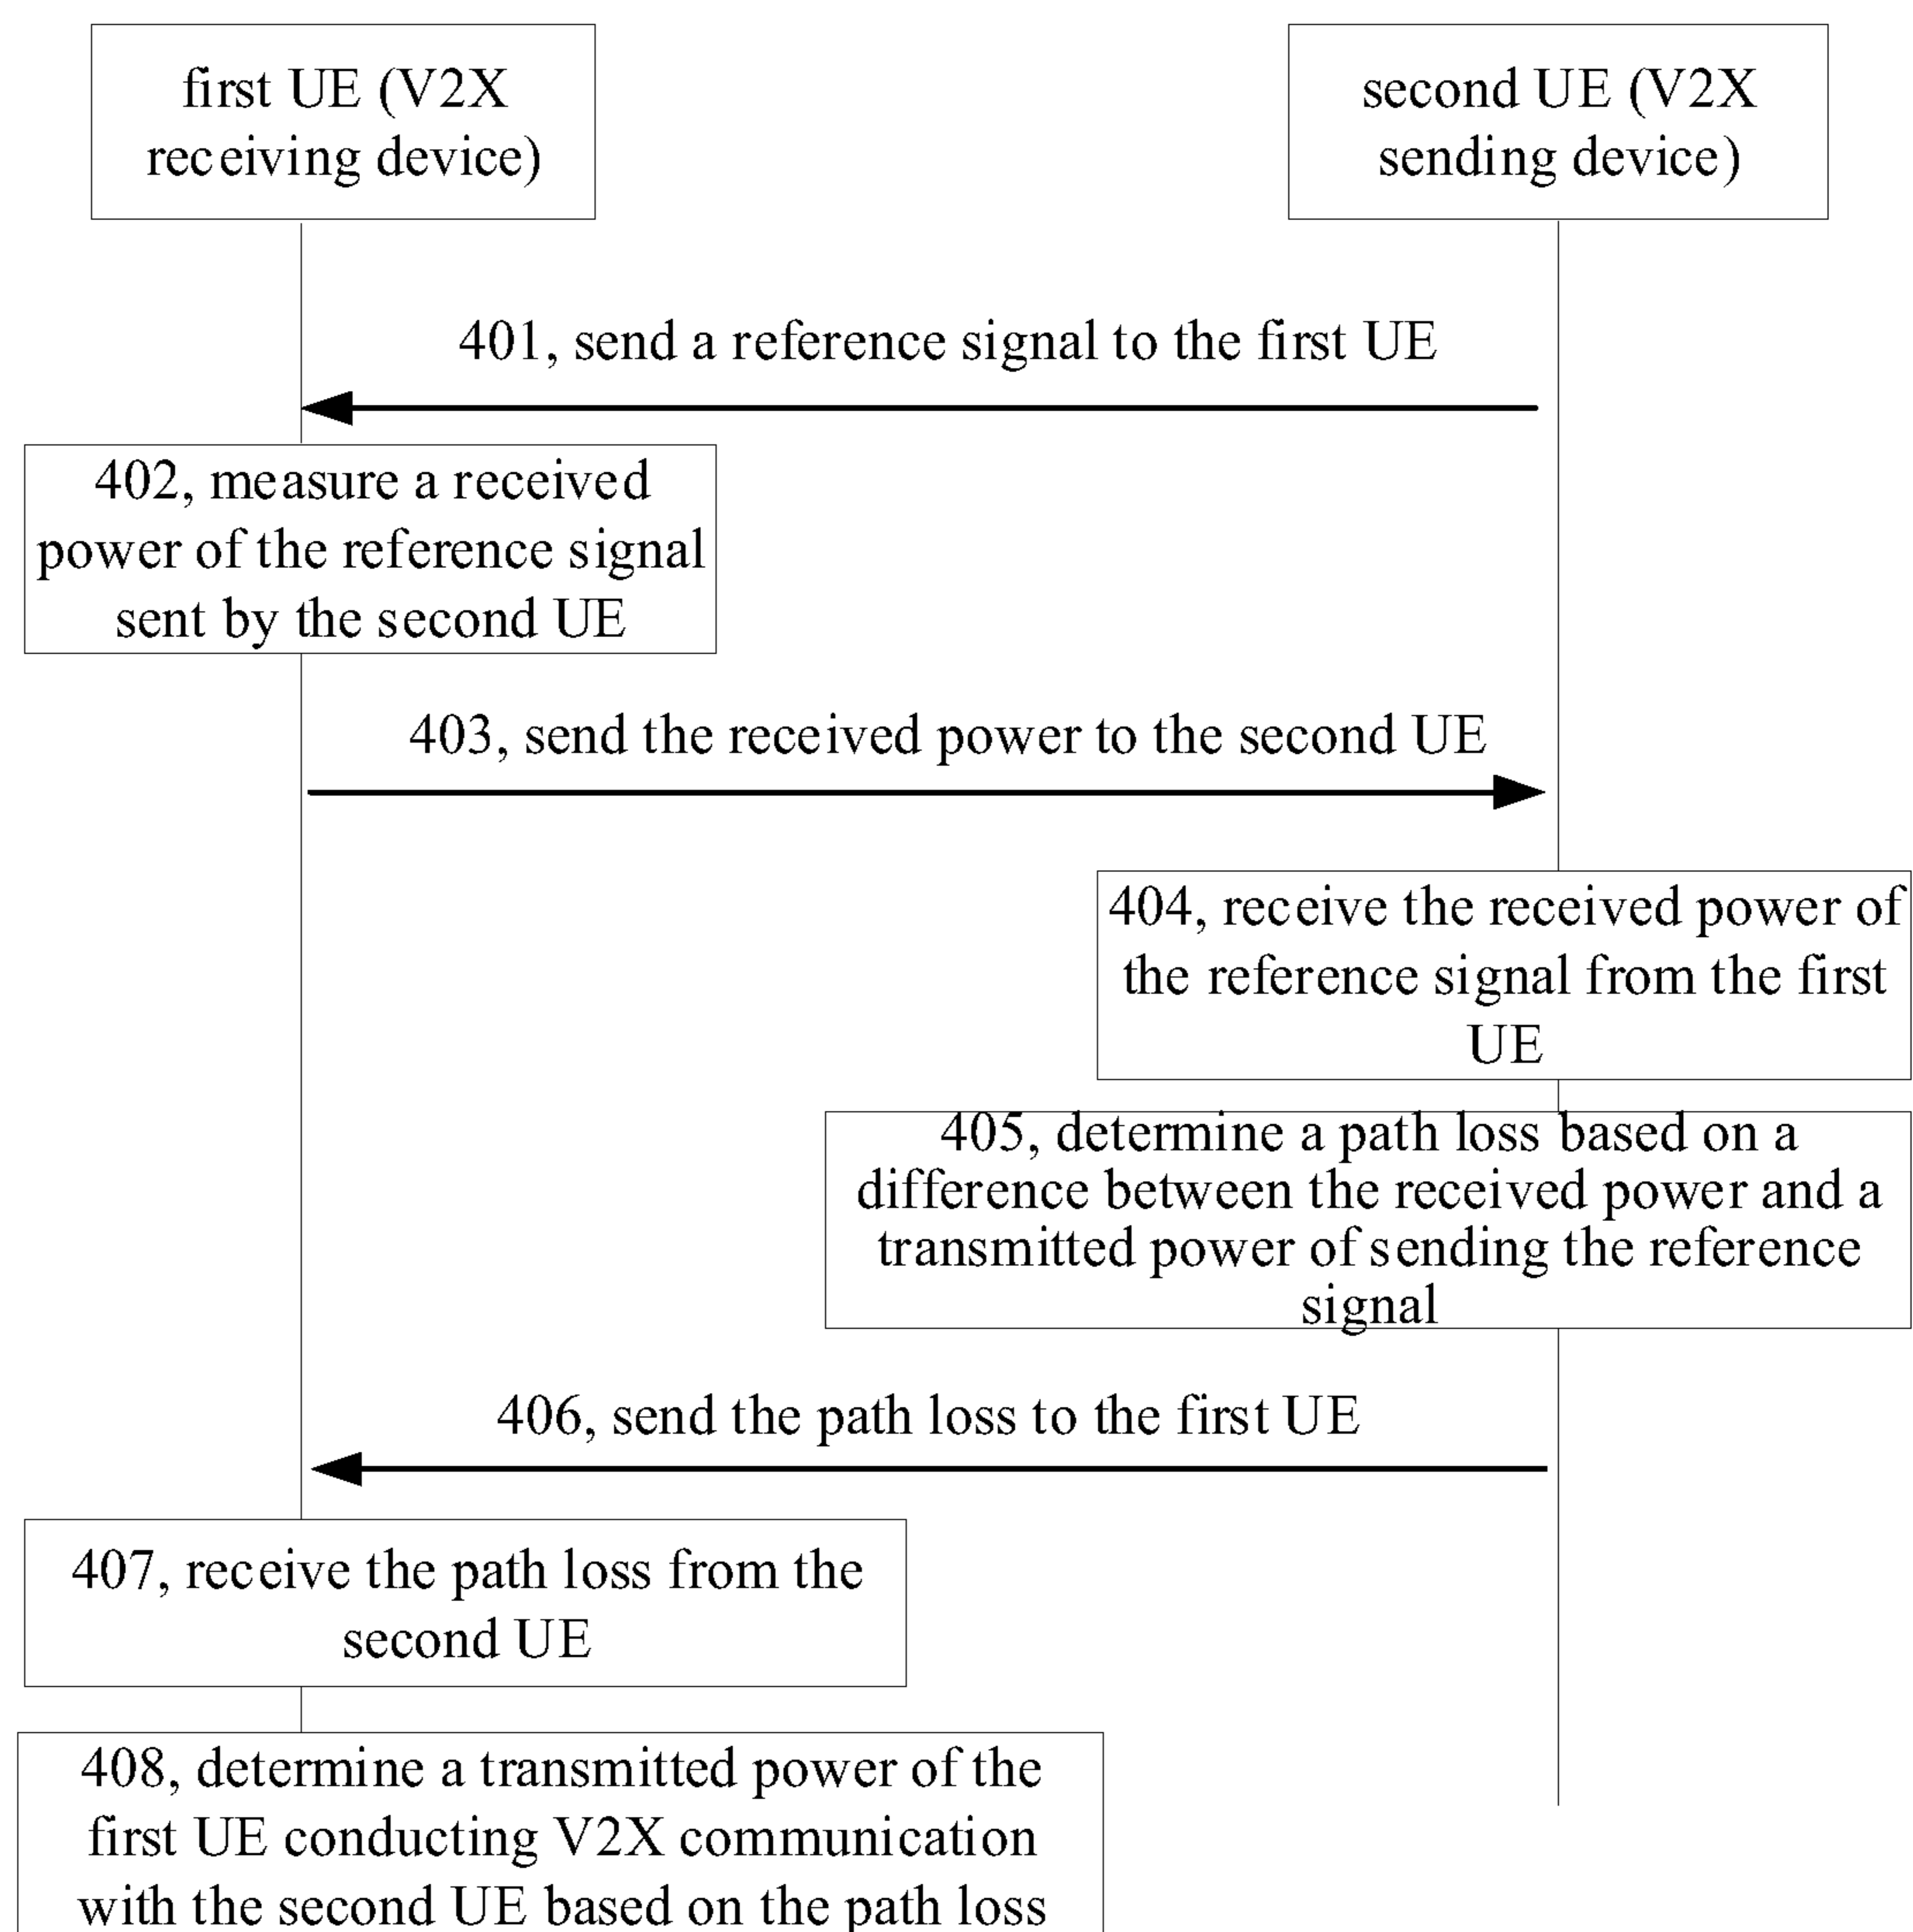 first UE (V2X
receiving device)
second UE (V2X
sending device)
401, send a reference signal to the first UE
402, measure a received
power of the reference signal
sent by the second UE
403, send the received power to the second UE
404, receive the received power of
the reference signal from the first
UE
405, determine a path loss based on a
difference between the received power and a
transmitted power of sending the reference
signal
406, send the path loss to the first UE
407, receive the path loss from the
second UE
408, determine a transmitted power of the
first UE conducting V2X communication
with the second UE based on the path loss